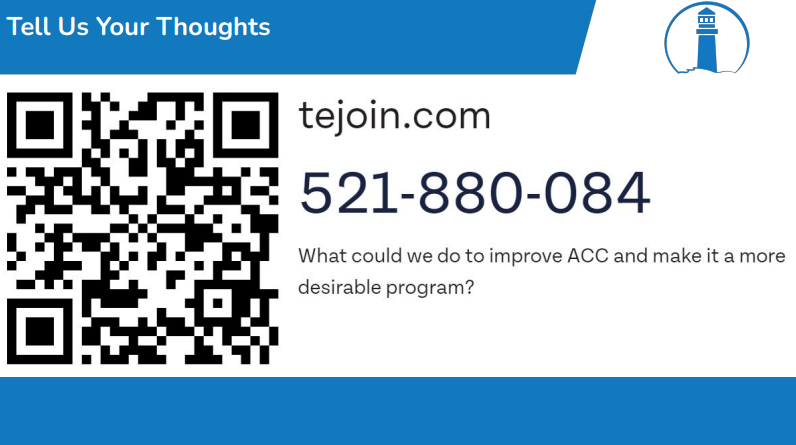 Tell Us Your Thoughts
tejoin.com
521-880-084
What could we do to improve ACC and make it a more
desirable program?